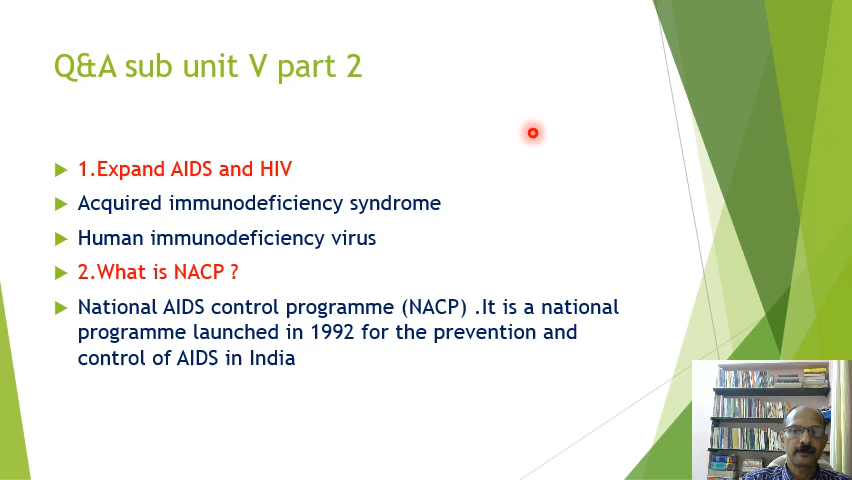 Q&A sub unit V part 2
1.Expand AIDS and HIV
Acquired immunodeficiency syndrome
Human immunodeficiency virus
2.What is NACP ?
National AIDS control programme (NACP) .It is a national
programme launched in 1992 for the prevention and
control of AIDS in India